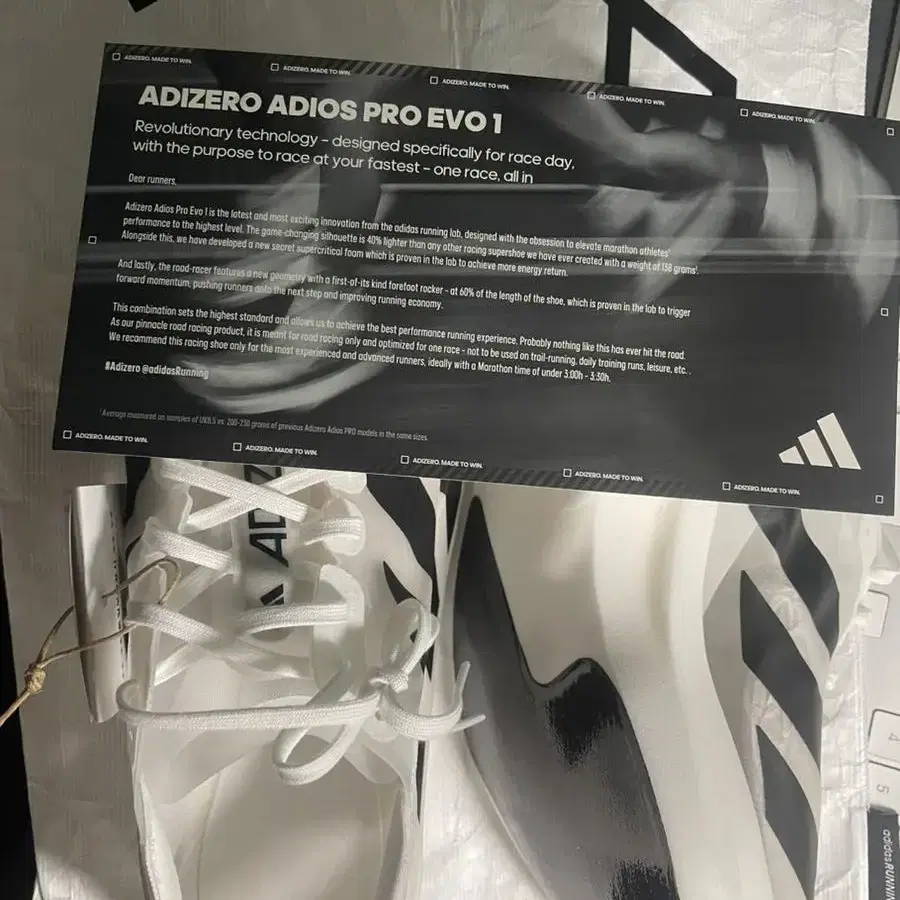 ADIZERO. MADE TO WIN.
ADIZERO. MADE TO WIN.
ADIZERO. MADE TO WIN.
ADIZERO. MADE TO WIN.
ADIZERO. MADE TO WIN.
ADIZERO ADIOS PRO EVO 1
Revolutionary technology – designed specifically for race day,
with the purpose to race at your fastest – one race, all in
Dear runners,
Adizero Adios Pro Evo 1 is the latest and most exciting innovation from the adidas running lab, designed with the obsession to elevate marathon athletes'
performance to the highest level. The game-changing silhouette is 40% lighter than any other racing supershoe we have ever created with a weight of 138 grams¹.
Alongside this, we have developed a new secret supercritical foam which is proven in the lab to achieve more energy return.
And lastly, the road-racer features a new geometry with a first-of-its kind forefoot rocker - at 60% of the length of the shoe, which is proven in the lab to trigger
forward momentum, pushing runners onto the next step and improving running economy.
This combination sets the highest standard and allows us to achieve the best performance running experience. Probably nothing like this has ever hit the road.
As our pinnacle road racing product, it is meant for road racing only and optimized for one race - not to be used on trail-running, daily training runs, leisure, etc. .
We recommend this racing shoe only for the most experienced and advanced runners, ideally with a Marathon time of under 3:00h - 3:30h.
#Adizero @adidasRunning
¹Average measured on samples of UK8.5 vs. 200-230 grams of previous Adizero Adios PRO models in the same sizes.
ADIZERO. MADE TO WIN.
ADIZERO. MADE TO WIN.
ADIZERO. MADE TO WIN.
ADIZERO. MADE TO WIN.
ADIZERO. MADE TO WIN.
ADIZ
4
5
adidas RUNNIN